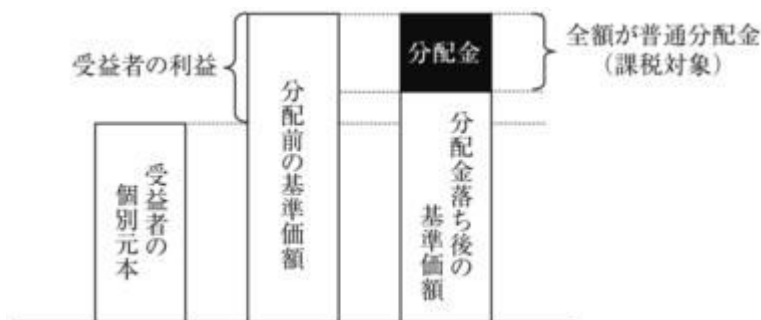 受益者の利益
受益者の
個別元本
分配前の基準価額
分配金
分配金落ち後の
基準価額
全額が普通分配金
(課税対象)